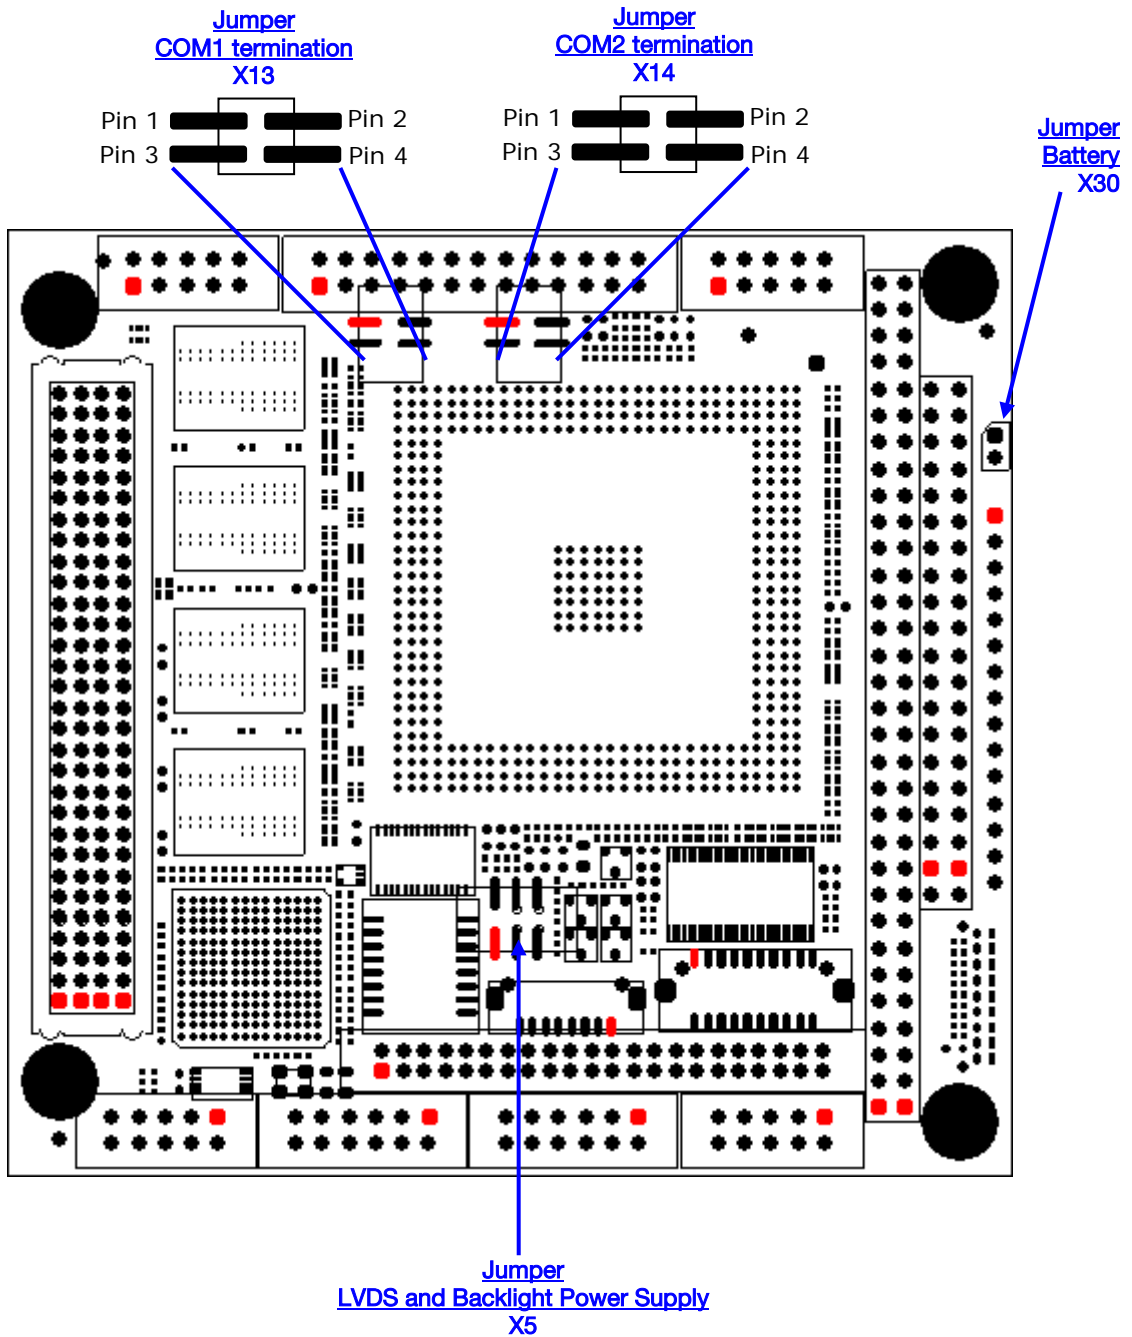 Jumper
COM1 termination
X13
Pin 1
Pin 2
Pin 3
Pin 4
Jumper
COM2 termination
X14
Pin 1
Pin 2
Pin 3
Pin 4
Jumper
Battery
X30
Jumper
LVDS and Backlight Power Supply
X5